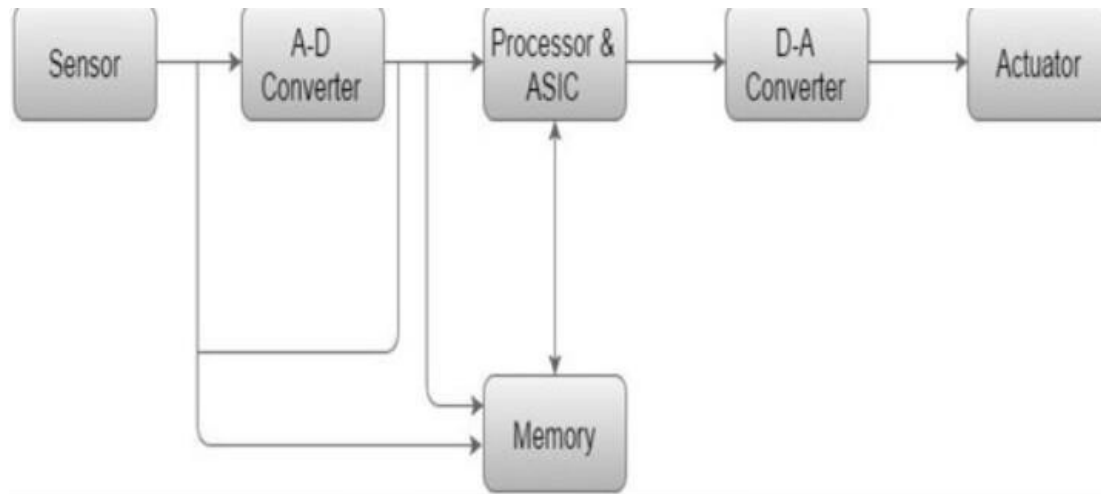 Sensor
A-D
Converter
Processor &
ASIC
D-A
Converter
Actuator
Memory